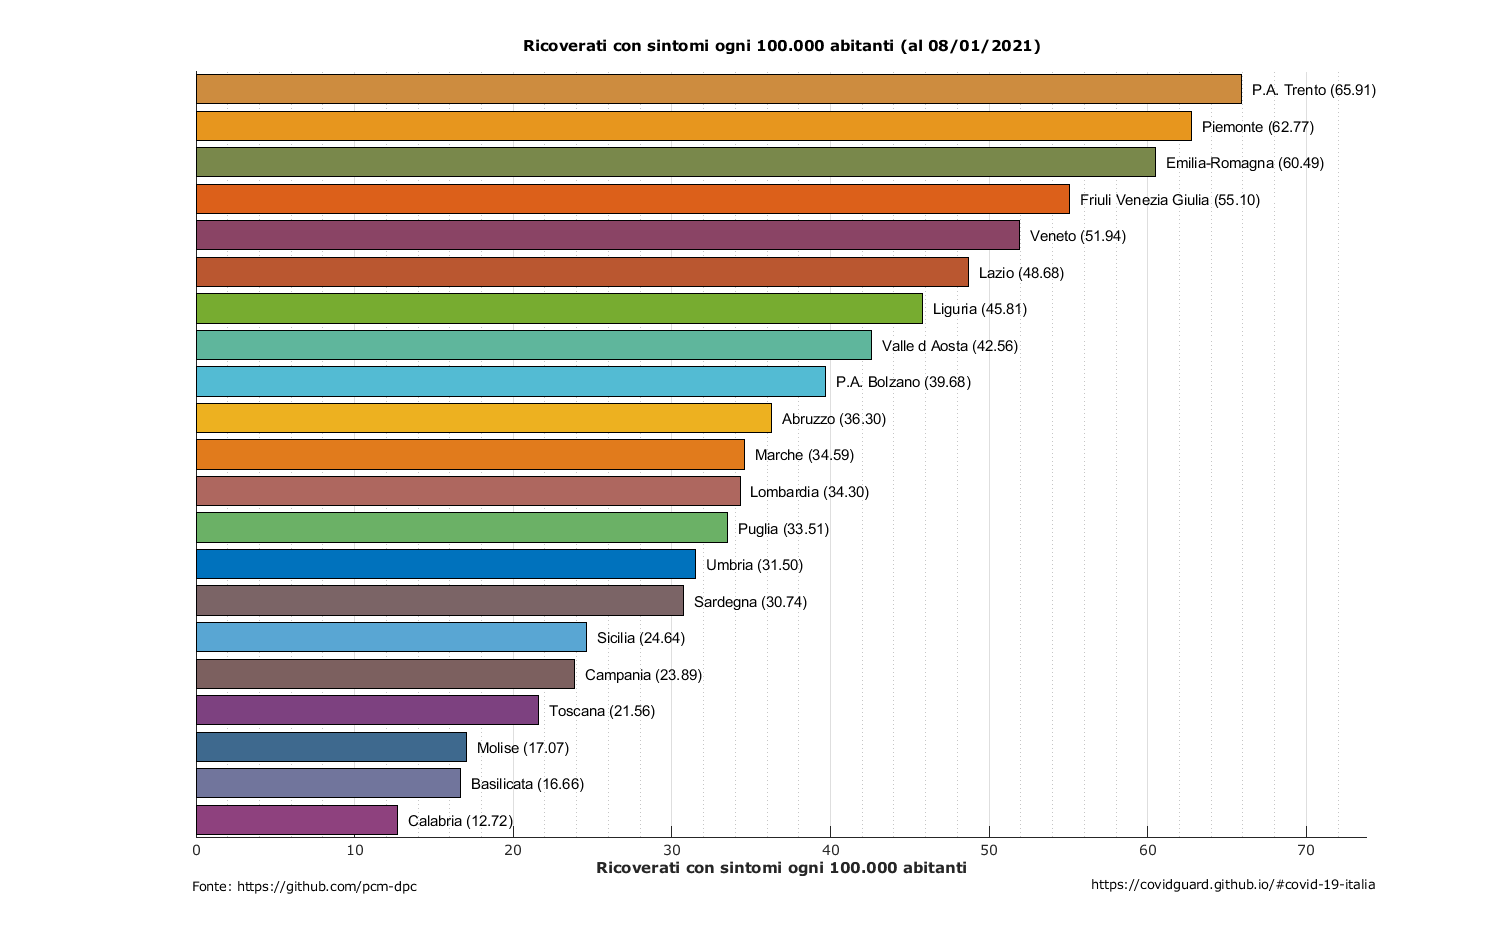 Ricoverati con sintomi ogni 100.000 abitanti (al 08/01/2021)
P.A. Trento (65.91)
Piemonte (62.77)
Emilia-Romagna (60.49)
Friuli Venezia Giulia (55.10)
Veneto (51.94)
Lazio (48.68)
Liguria (45.81)
Valle d Aosta (42.56)
P.A. Bolzano (39.68)
Abruzzo (36.30)
Marche (34.59)
Lombardia (34.30)
Puglia (33.51)
Umbria (31.50)
Sardegna (30.74)
Sicilia (24.64)
Campania (23.89)
Toscana (21.56)
Molise (17.07)
Basilicata (16.66)
Calabria (12.72)
0 10 20 30 40 50 60 70
Ricoverati con sintomi ogni 100.000 abitanti
Fonte: https://github.com/pcm-dpc
https://covidguard.github.io/#covid-19-italia